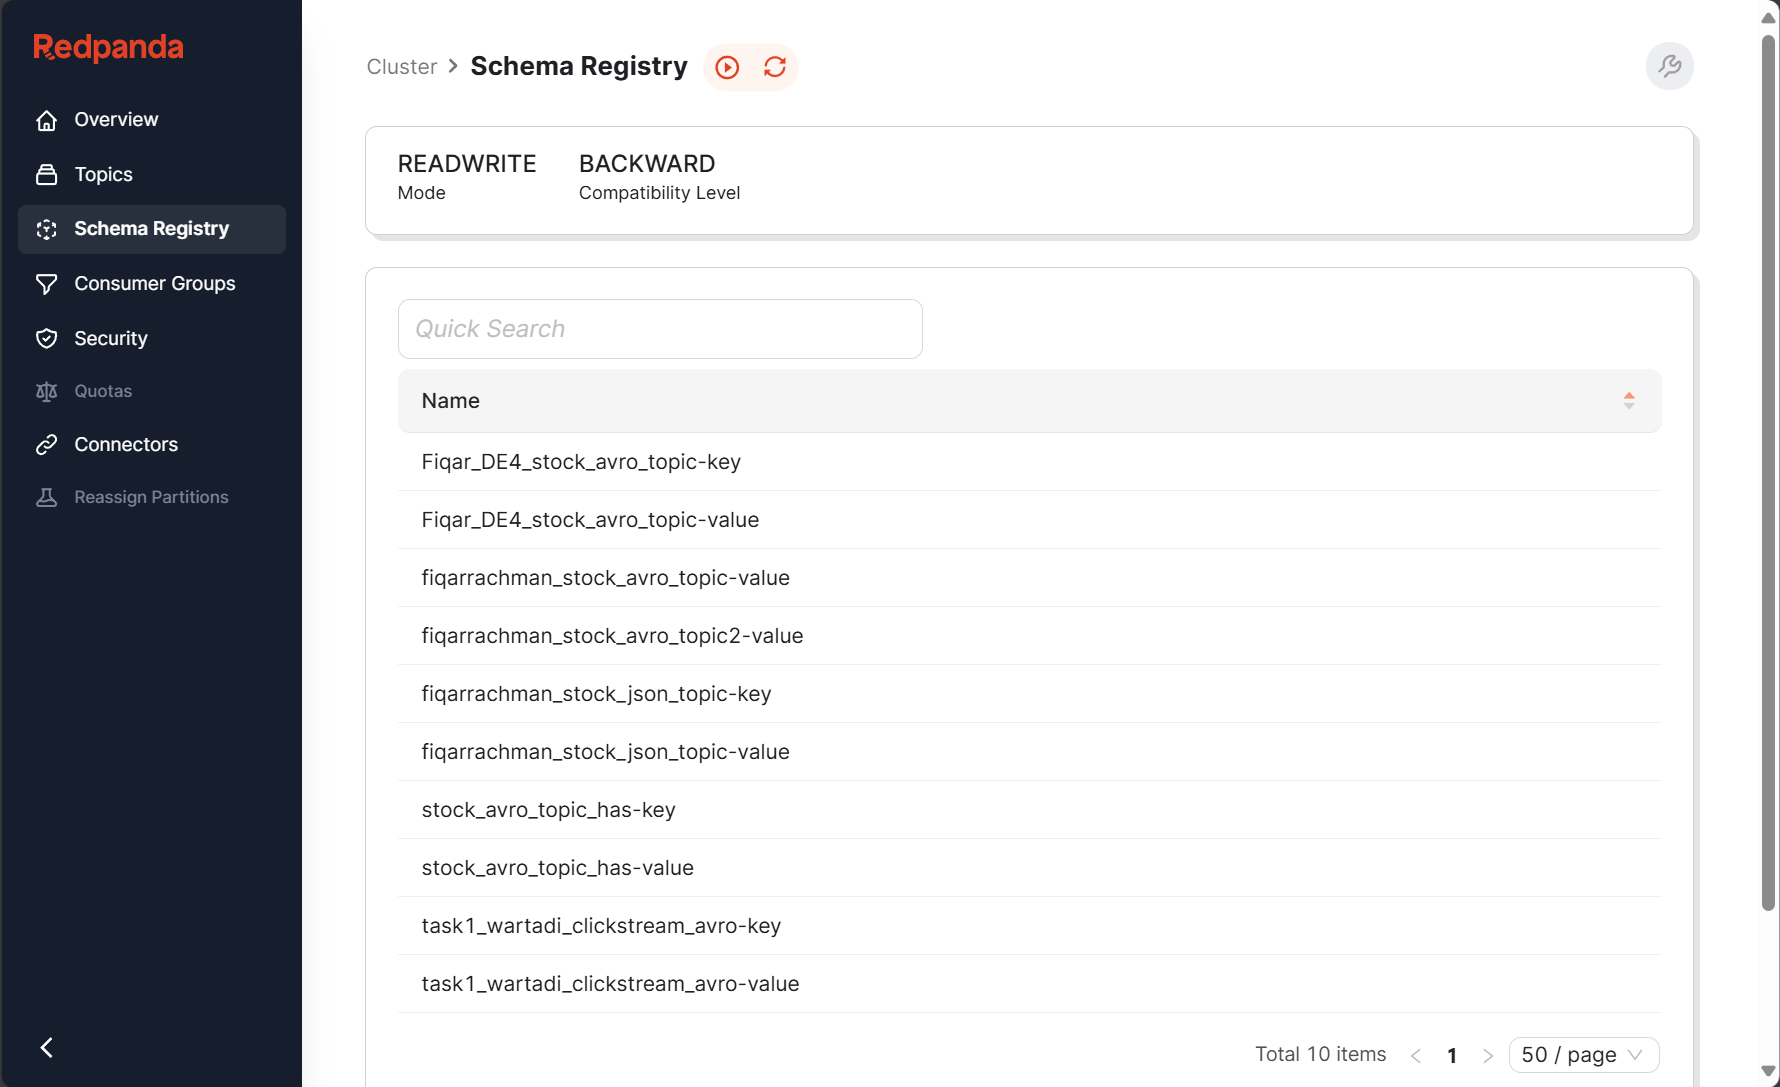 Redpanda
Overview
Topics
Schema Registry
Consumer Groups
Security
Quotas
Connectors
Reassign Partitions
Cluster > Schema Registry
READWRITE
Mode
BACKWARD
Compatibility Level
Quick Search
Name
Fiqar_DE4_stock_avro_topic-key
Fiqar_DE4_stock_avro_topic-value
fiqarrachman_stock_avro_topic-value
fiqarrachman_stock_avro_topic2-value
fiqarrachman_stock_json_topic-key
fiqarrachman_stock_json_topic-value
stock_avro_topic_has-key
stock_avro_topic_has-value
task1_wartadi_clickstream_avro-key
task1_wartadi_clickstream_avro-value
Total 10 items < 1 > 50 / page